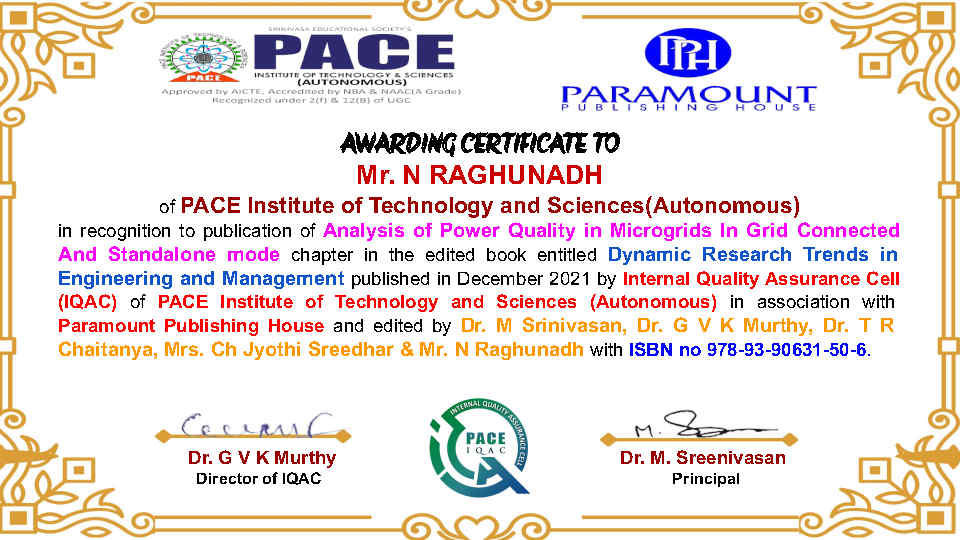 SRINIVASA EDUCATIONAL SOCIETY'S
PACE
INSTITUTE OF TECHNOLOGY & SCIENCES
(AUTONOMOUS)
Approved by AICTE, Accredited by NBA & NAAC(A Grade)
Recognized under 2(f) & 12(B) of UGC
PACE
PPH
PARAMOUNT
PUBLISHING HOUSE
AWARDING CERTIFICATE TO
Mr. N RAGHUNADH
of PACE Institute of Technology and Sciences(Autonomous)
in recognition to publication of Analysis of Power Quality in Microgrids In Grid Connected
And Standalone mode chapter in the edited book entitled Dynamic Research Trends in
Engineering and Management published in December 2021 by Internal Quality Assurance Cell
(IQAC) of PACE Institute of Technology and Sciences (Autonomous) in association with
Paramount Publishing House and edited by Dr. M Srinivasan, Dr. G V K Murthy, Dr. T R
Chaitanya, Mrs. Ch Jyothi Sreedhar & Mr. N Raghunadh with ISBN no 978-93-90631-50-6.
INTERNAL QUALITY ASSURANCE CELL
PACE
IQAC
Dr. G V K Murthy
Director of IQAC
Dr. M. Sreenivasan
Principal